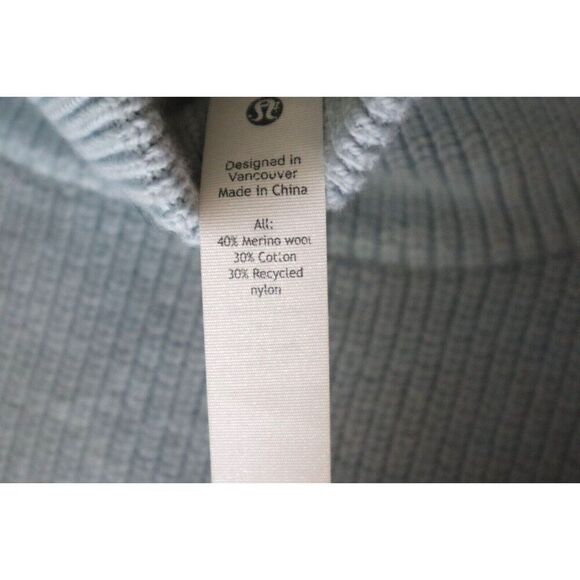 Designed in
Vancouver
Made in China
All:
40% Merino wool
30% Cotton
30% Recycled
nylon